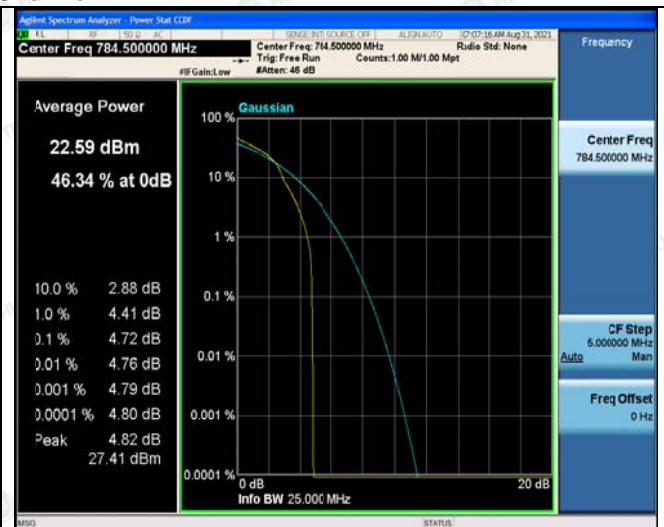 Agilent Spectrum Analyzer - Power Stat CCDF
RL RF 50 Ω AC SENSE:INT SOURCE OFF ALIGN AUTO 07:07:16 AM Aug 31, 2021
Center Freq 784.500000 MHz
Center Freq: 784.500000 MHz
Radio Std: None
Trig: Free Run Counts:1.00 M/1.00 Mpt
#IFGain:Low #Atten: 46 dB
Frequency
Average Power
22.59 dBm
46.34 % at 0dB
10.0 % 2.88 dB
1.0 % 4.41 dB
0.1 % 4.72 dB
0.01 % 4.76 dB
0.001 % 4.79 dB
0.0001 % 4.80 dB
Peak 4.82 dB
27.41 dBm
Gaussian
100 %
10 %
1 %
0.1 %
0.01 %
0.001 %
0.0001 %
0 dB 20 dB
Info BW 25.000 MHz
Center Freq
784.500000 MHz
CF Step
5.000000 MHz
Auto Man
Freq Offset
0 Hz
MSG STATUS